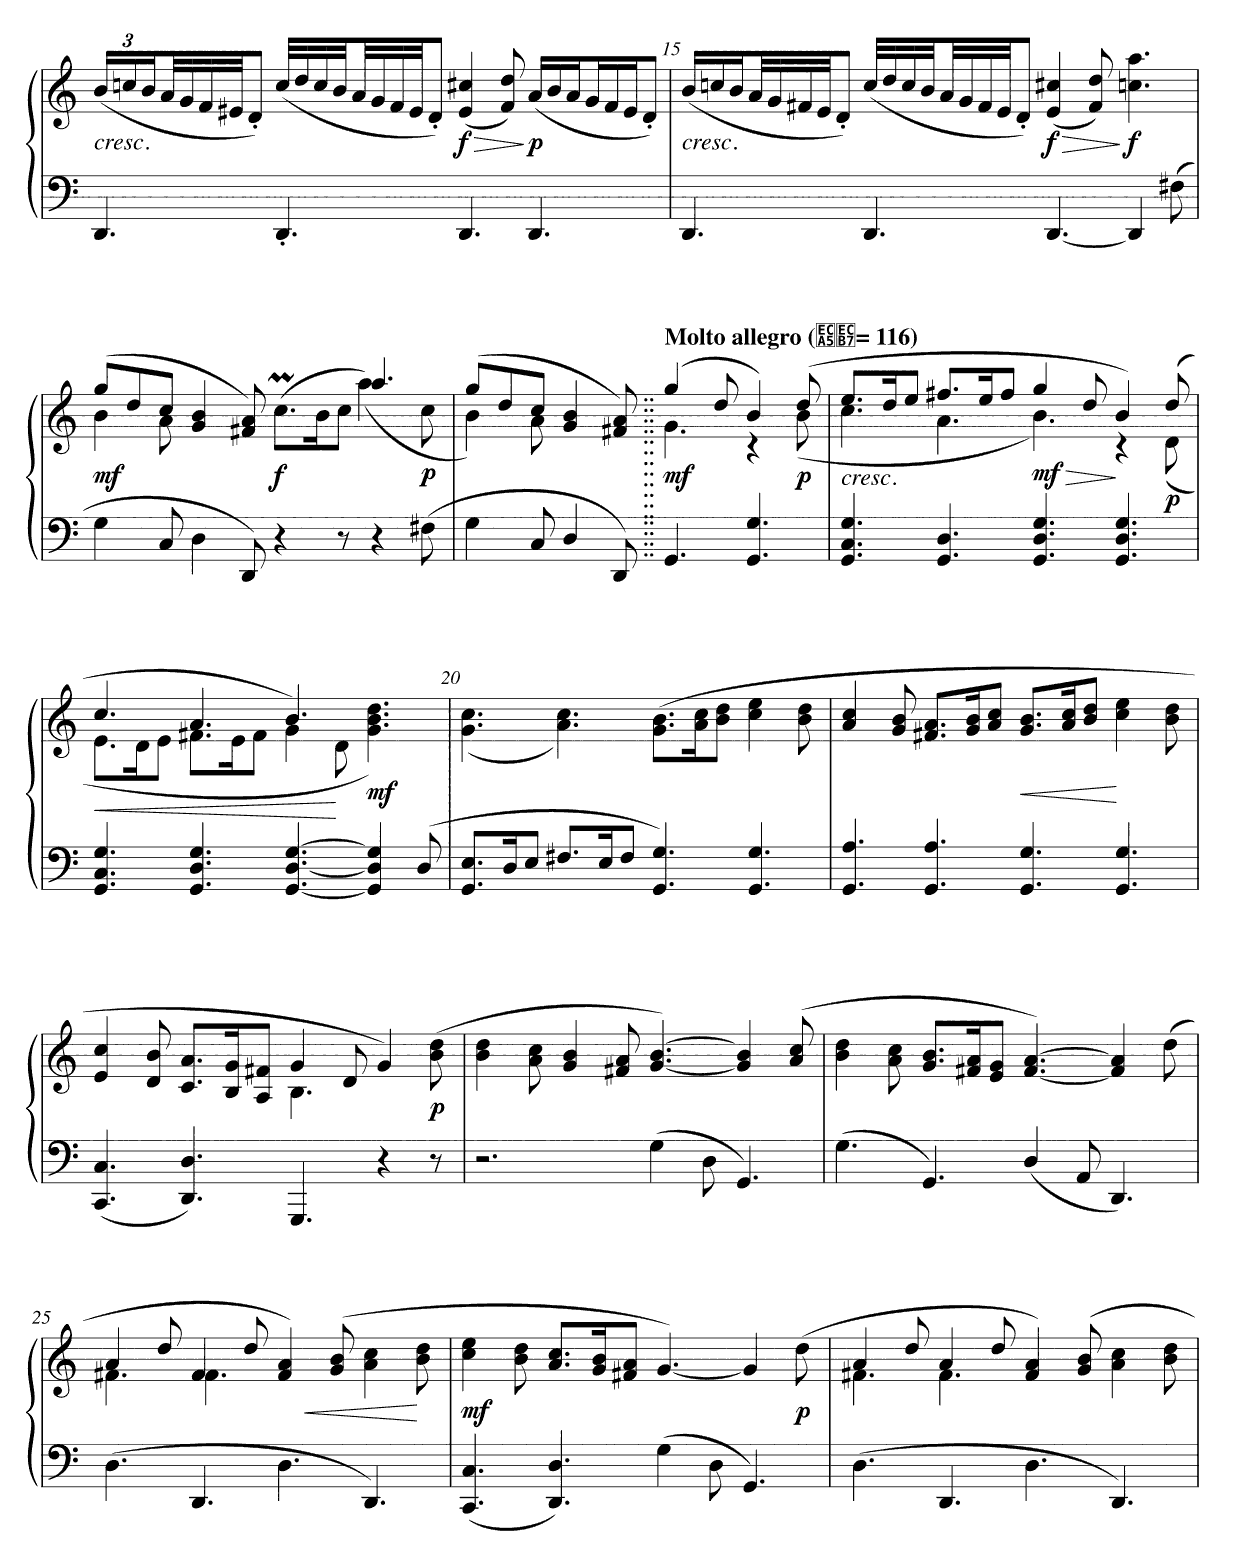 3
15
cresc. f p cresc. f f
Molto allegro (= 116)
mf f p mf p cresc. mf p
20
mf
p
25
mf p